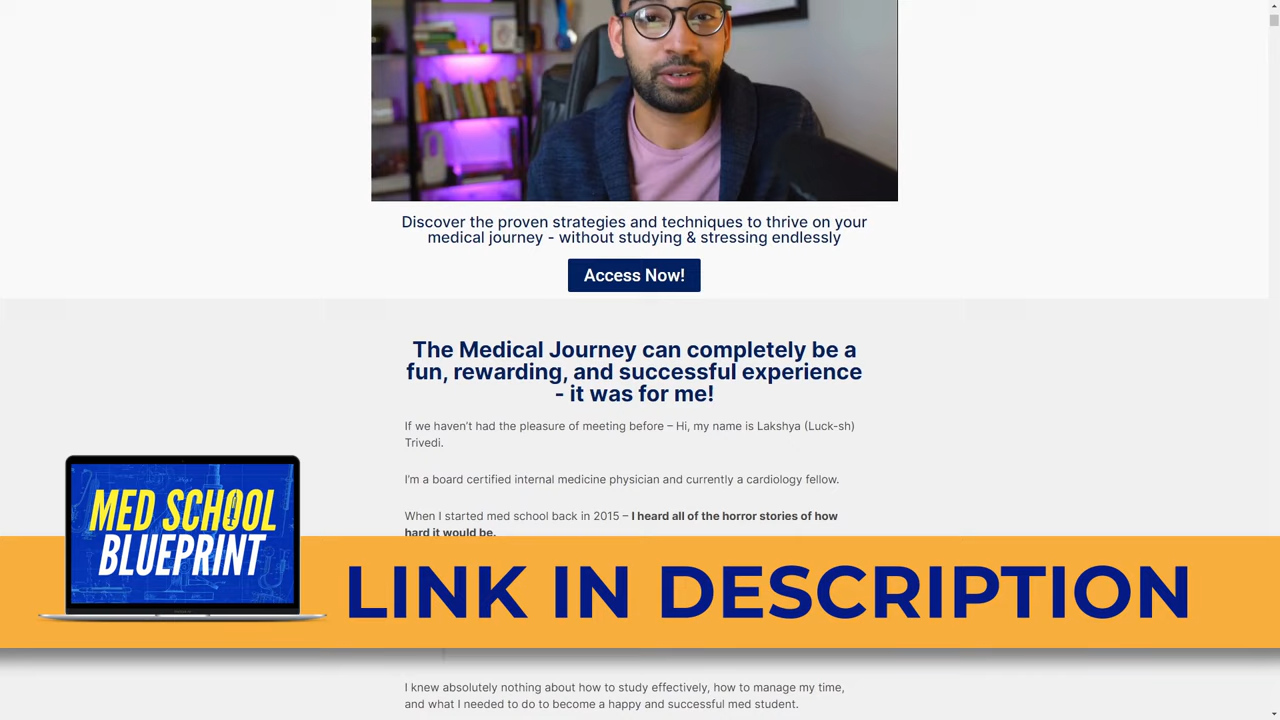 Discover the proven strategies and techniques to thrive on your
medical journey - without studying & stressing endlessly
Access Now!
The Medical Journey can completely be a
fun, rewarding, and successful experience
- it was for me!
If we haven't had the pleasure of meeting before – Hi, my name is Lakshya (Luck-sh)
Trivedi.
I'm a board certified internal medicine physician and currently a cardiology fellow.
When I started med school back in 2015 – I heard all of the horror stories of how
hard it would be.
MED SCHOOL
BLUEPRINT
LINK IN DESCRIPTION
I knew absolutely nothing about how to study effectively, how to manage my time,
and what I needed to do to become a happy and successful med student.